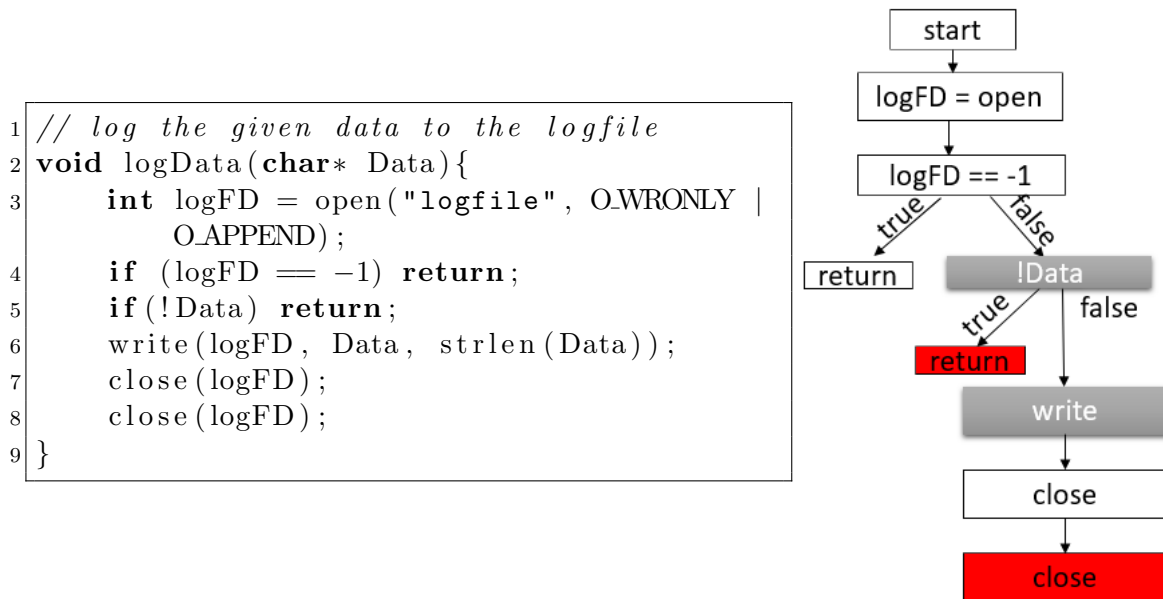 1 // log the given data to the logfile
2 void logData(char* Data){
3 int logFD = open("logfile", O_WRONLY |
O_APPEND);
4 if (logFD == −1) return;
5 if(!Data) return;
6 write(logFD, Data, strlen(Data));
7 close(logFD);
8 close(logFD);
9 }
start
logFD = open
logFD == -1
true
false
return
!Data
true
false
return
write
close
close